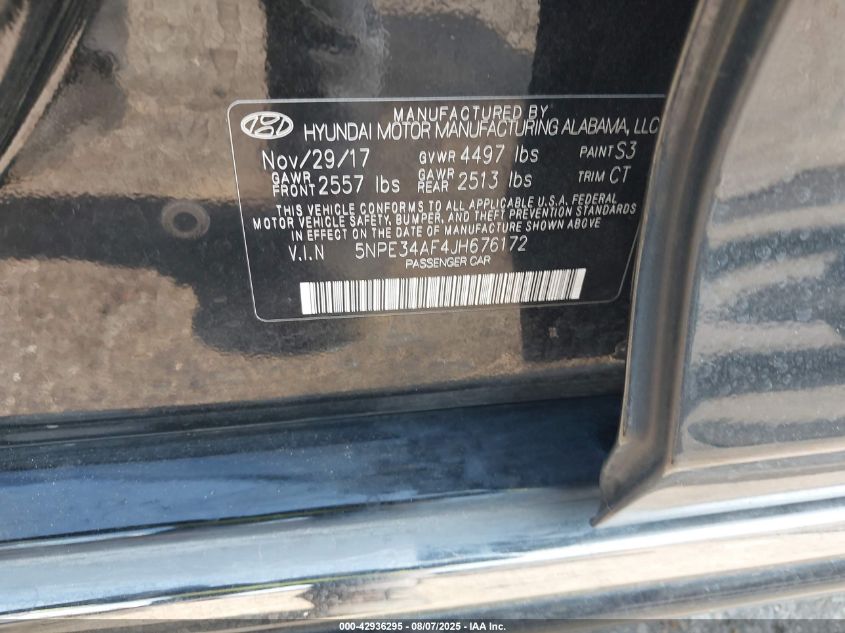 MANUFACTURED BY
HYUNDAI MOTOR MANUFACTURING ALABAMA, LLC
Nov/29/17 GVWR 4497 lbs PAINT S3
GAWR FRONT 2557 lbs GAWR REAR 2513 lbs TRIM CT
THIS VEHICLE CONFORMS TO ALL APPLICABLE U.S.A. FEDERAL
MOTOR VEHICLE SAFETY, BUMPER, AND THEFT PREVENTION STANDARDS
IN EFFECT ON THE DATE OF MANUFACTURE SHOWN ABOVE
V.I.N 5NPE34AF4JH676172
PASSENGER CAR
000-42936295 - 08/07/2025 - IAA Inc.